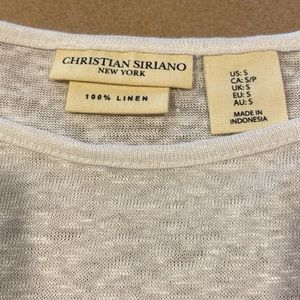 CHRISTIAN SIRIANO
NEW YORK
100% LINEN
US: S
CA: S/P
UK: S
EU: S
AU: S
MADE IN
INDONESIA